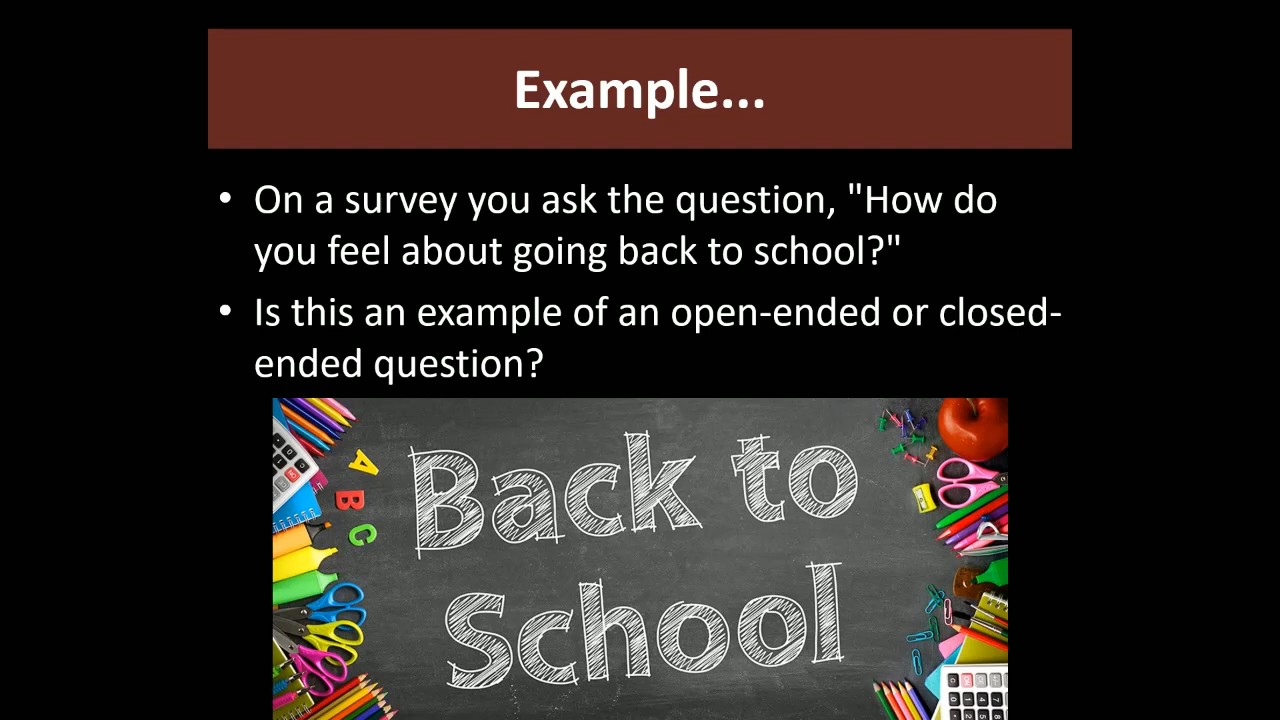 Example...
• On a survey you ask the question, "How do
you feel about going back to school?"
• Is this an example of an open-ended or closed-
ended question?
Back to
School
A
B
C